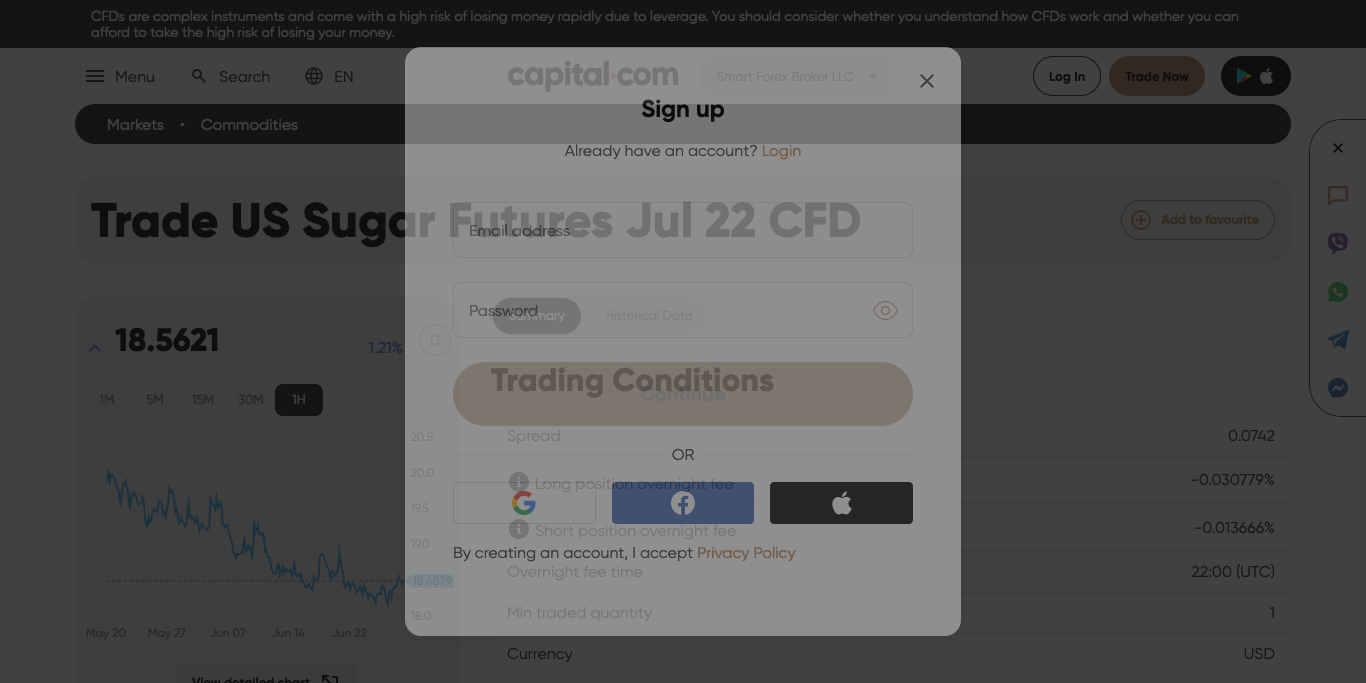 CFDs are complex instruments and come with a high risk of losing money rapidly due to leverage. You should consider whether you understand how CFDs work and whether you can
afford to take the high risk of losing your money.
Menu
Search
EN
capital.com
Smart Forex Broker LLC
Log In
Trade Now
Markets • Commodities
Sign up
Already have an account? Login
Trade US Sugar Futures Jul 22 CFD
Add to favourite
Email address
Password
Summary
Historical Data
18.5621
1.21%
1M 5M 15M 30M 1H
Trading Conditions
Continue
20.5
20.0
19.5
19.0
18.4879
18.0
May 20 May 27 Jun 07 Jun 14 Jun 22
View detailed chart
Spread 0.0742
OR
Long position overnight fee -0.030779%
Short position overnight fee -0.013666%
By creating an account, I accept Privacy Policy
Overnight fee time 22:00 (UTC)
Min traded quantity 1
Currency USD